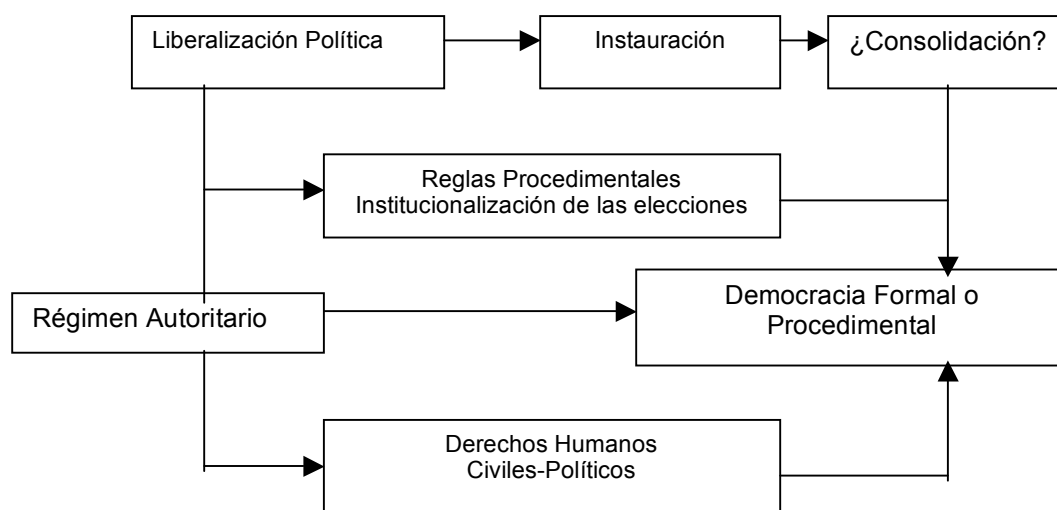 Liberalización Política
Instauración
¿Consolidación?
Reglas Procedimentales
Institucionalización de las elecciones
Régimen Autoritario
Democracia Formal o
Procedimental
Derechos Humanos
Civiles-Políticos